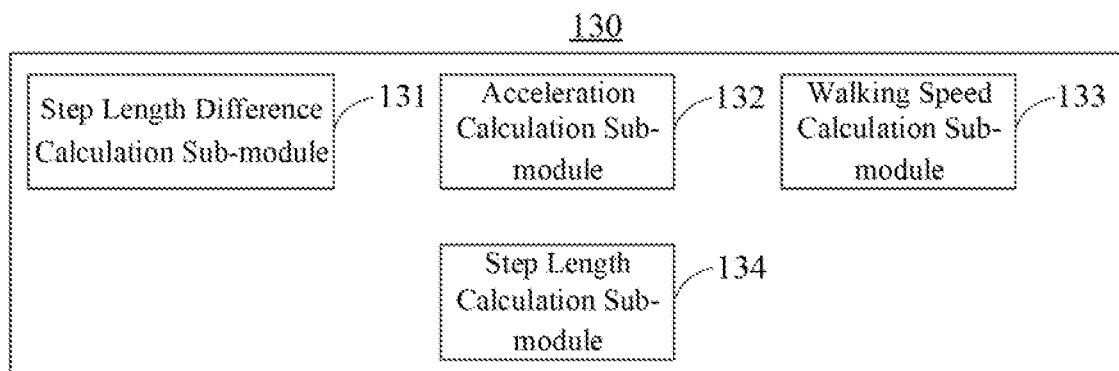 130
Step Length Difference
Calculation Sub-module
131
Acceleration
Calculation Sub-
module
132
Walking Speed
Calculation Sub-
module
133
Step Length
Calculation Sub-
module
134